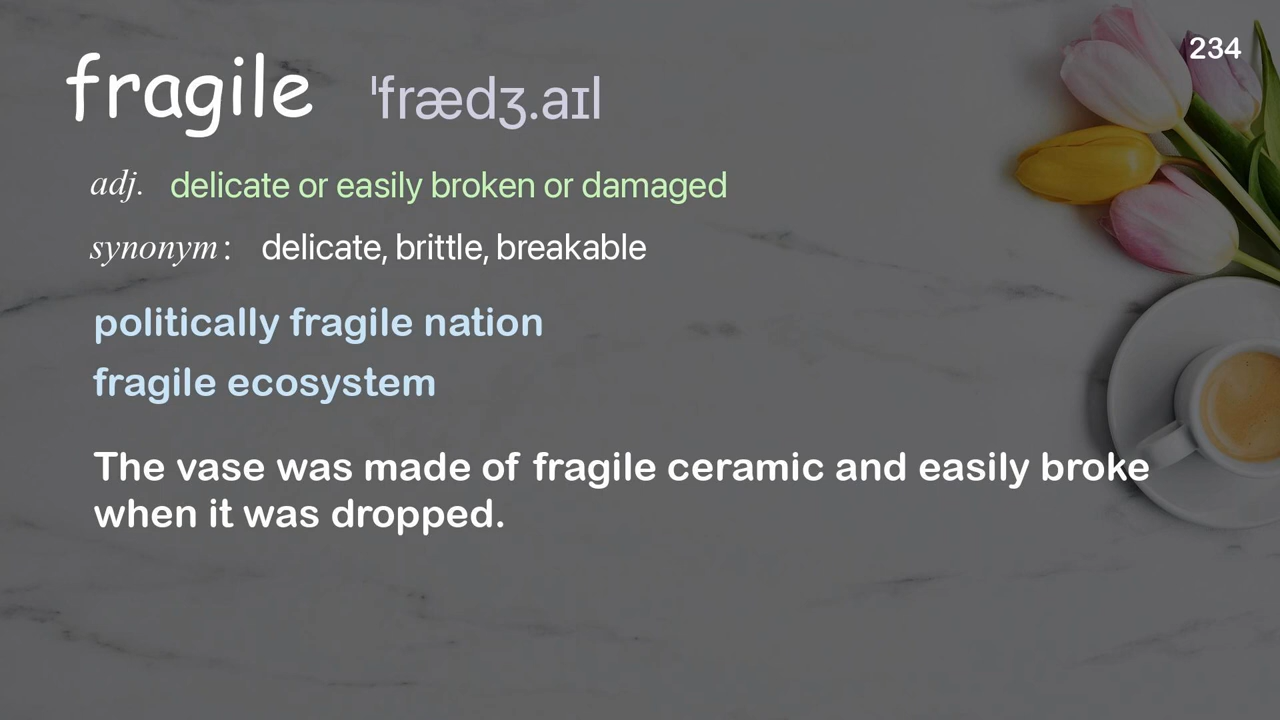 234
fragile ˈfrædʒ.aɪl
adj. delicate or easily broken or damaged
synonym: delicate, brittle, breakable
politically fragile nation
fragile ecosystem
The vase was made of fragile ceramic and easily broke
when it was dropped.